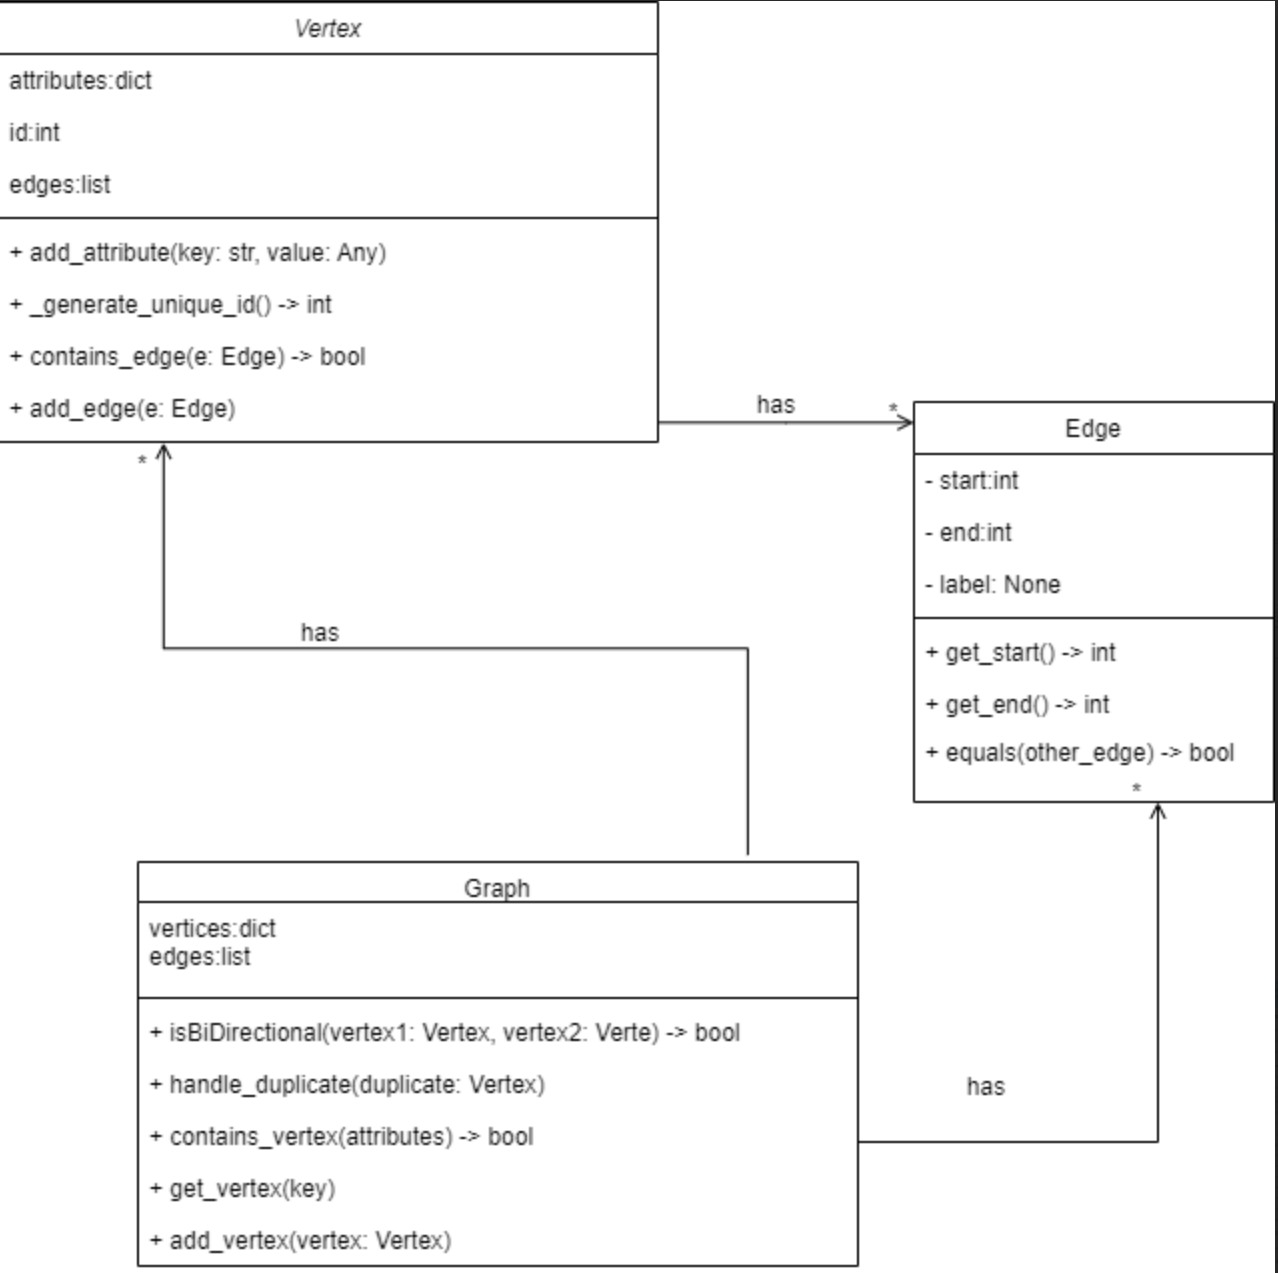 Vertex
attributes:dict
id:int
edges:list
+ add_attribute(key: str, value: Any)
+ _generate_unique_id() -> int
+ contains_edge(e: Edge) -> bool
+ add_edge(e: Edge)
has
*
Edge
- start:int
- end:int
- label: None
+ get_start() -> int
+ get_end() -> int
+ equals(other_edge) -> bool
*
*
has
Graph
vertices:dict
edges:list
+ isBiDirectional(vertex1: Vertex, vertex2: Verte) -> bool
+ handle_duplicate(duplicate: Vertex)
+ contains_vertex(attributes) -> bool
+ get_vertex(key)
+ add_vertex(vertex: Vertex)
has